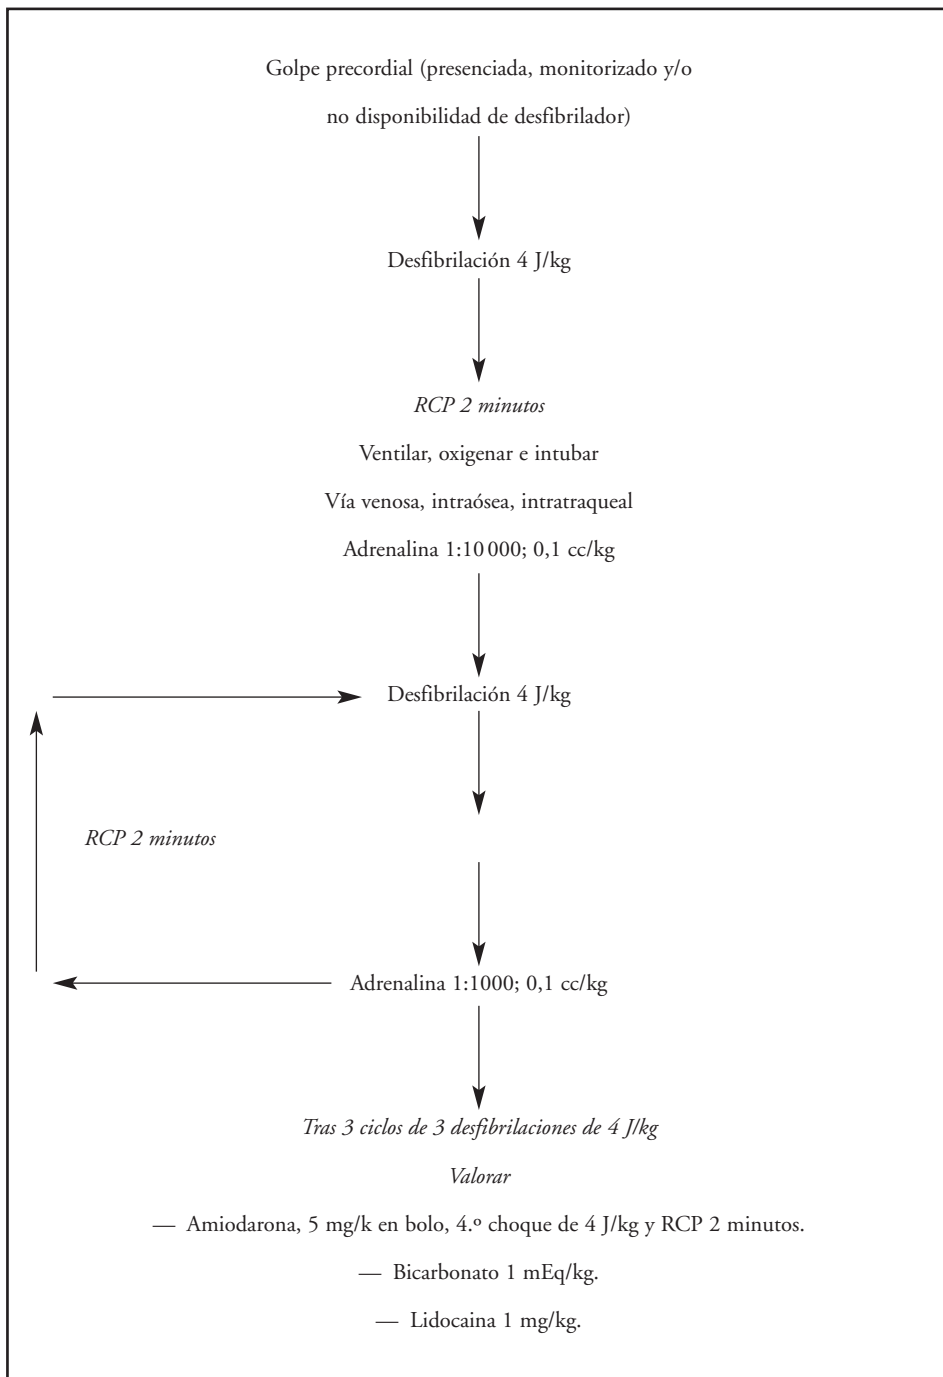 Golpe precordial (presenciada, monitorizado y/o
no disponibilidad de desfibrilador)
Desfibrilación 4 J/kg
RCP 2 minutos
Ventilar, oxigenar e intubar
Vía venosa, intraósea, intratraqueal
Adrenalina 1:10 000; 0,1 cc/kg
Desfibrilación 4 J/kg
RCP 2 minutos
Adrenalina 1:1000; 0,1 cc/kg
Tras 3 ciclos de 3 desfibrilaciones de 4 J/kg
Valorar
— Amiodarona, 5 mg/k en bolo, 4.º choque de 4 J/kg y RCP 2 minutos.
— Bicarbonato 1 mEq/kg.
— Lidocaina 1 mg/kg.